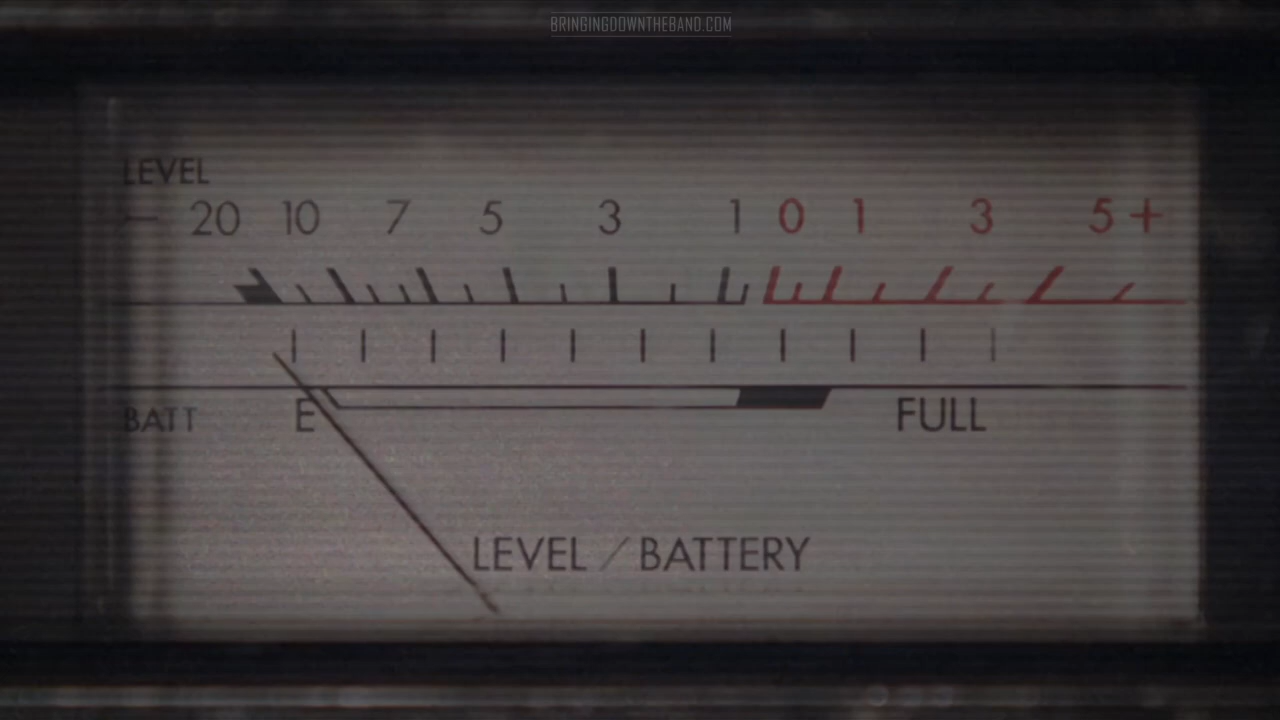 BRINGINGDOWNTHEBAND.COM
LEVEL
— 20 10 7 5 3 1 0 1 3 5 +
BATT E FULL
LEVEL / BATTERY